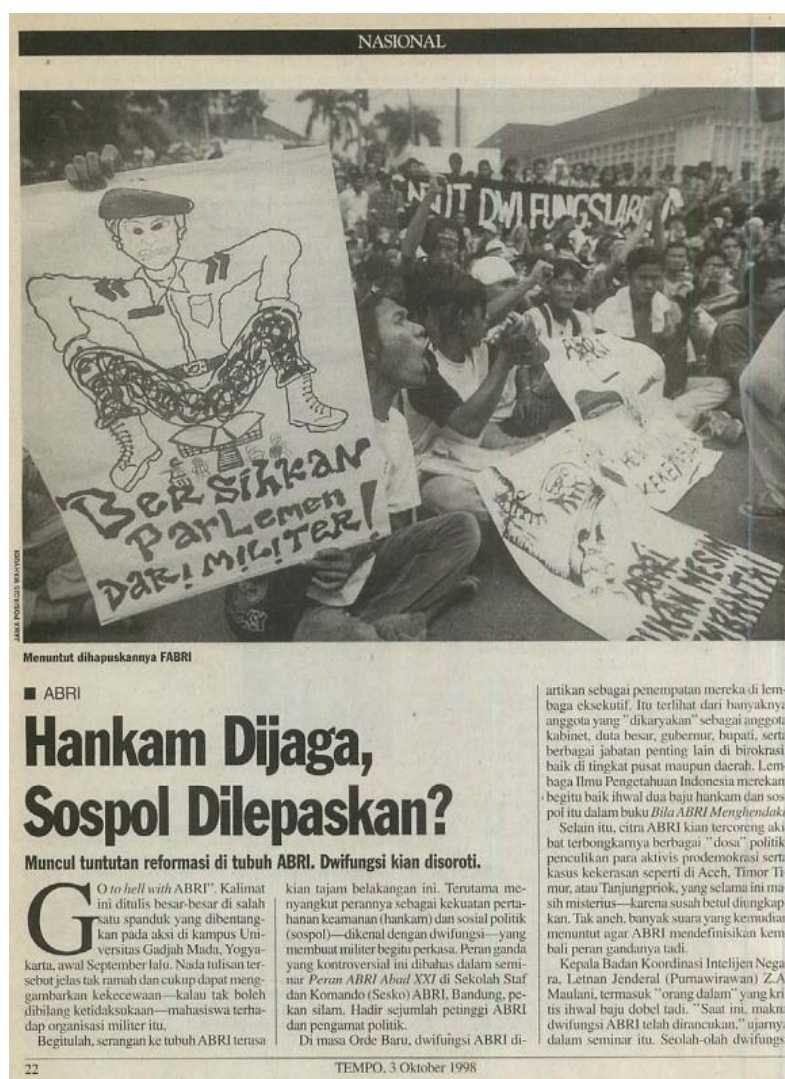 NASIONAL
DWI FUNGSI
BERSIHKAN
PARLEMEN
DARI MILITER!
ABRI
ABRI
BUKAN MESIN
JAWA POS/AGIS WAHYUDI
Menuntut dihapuskannya FABRI
■ ABRI
Hankam Dijaga,
Sospol Dilepaskan?
Muncul tuntutan reformasi di tubuh ABRI. Dwifungsi kian disoroti.
GO to hell with ABRI”. Kalimat
ini ditulis besar-besar di salah
satu spanduk yang dibentang-
kan pada aksi di kampus Uni-
versitas Gadjah Mada, Yogya-
karta, awal September lalu. Nada tulisan ter-
sebut jelas tak ramah dan cukup dapat meng-
gambarkan kekecewaan—kalau tak boleh
dibilang ketidaksukaan—mahasiswa terha-
dap organisasi militer itu.
Begitulah, serangan ke tubuh ABRI terasa
kian tajam belakangan ini. Terutama me-
nyangkut perannya sebagai kekuatan perta-
hanan keamanan (hankam) dan sosial politik
(sospol)—dikenal dengan dwifungsi—yang
membuat militer begitu perkasa. Peran ganda
yang kontroversial ini dibahas dalam semi-
nar Peran ABRI Abad XXI di Sekolah Staf
dan Komando (Sesko) ABRI, Bandung, pe-
kan silam. Hadir sejumlah petinggi ABRI
dan pengamat politik.
Di masa Orde Baru, dwifungsi ABRI di-
artikan sebagai penempatan mereka di lem-
baga eksekutif. Itu terlihat dari banyaknya
anggota yang ”dikaryakan” sebagai anggota
kabinet, duta besar, gubernur, bupati, serta
berbagai jabatan penting lain di birokrasi
baik di tingkat pusat maupun daerah. Lem-
baga Ilmu Pengetahuan Indonesia merekam
begitu baik ihwal dua baju hankam dan sos-
pol itu dalam buku Bila ABRI Menghendaki
Selain itu, citra ABRI kian tercoreng aki-
bat terbongkarnya berbagai ”dosa” politik
penculikan para aktivis prodemokrasi serta
kasus kekerasan seperti di Aceh, Timor Ti-
mur, atau Tanjungpriok, yang selama ini ma-
sih misterius—karena susah betul diungkap-
kan. Tak aneh, banyak suara yang kemudian
menuntut agar ABRI mendefinisikan kem-
bali peran gandanya tadi.
Kepala Badan Koordinasi Intelijen Nega-
ra, Letnan Jenderal (Purnawirawan) Z.A
Maulani, termasuk ”orang dalam” yang kri-
tis ihwal baju dobel tadi. ”Saat ini, makna
dwifungsi ABRI telah dirancukan,” ujarnya
dalam seminar itu. Seolah-olah dwifungsi
22
TEMPO, 3 Oktober 1998